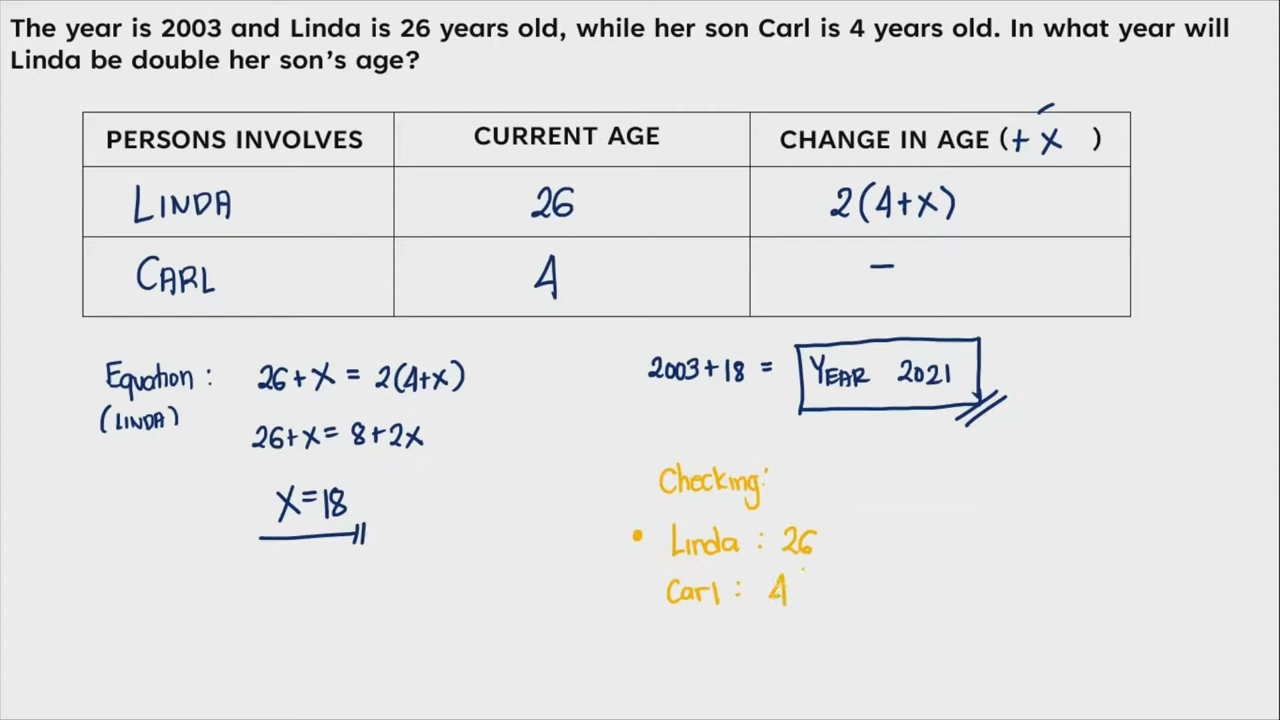 The year is 2003 and Linda is 26 years old, while her son Carl is 4 years old. In what year will
Linda be double her son's age?
PERSONS INVOLVES CURRENT AGE CHANGE IN AGE (+ x )
LINDA 26 2(4+x)
CARL 4 –
Equation : 26+x = 2(4+x)
(LINDA)
26+x = 8+2x
x=18
2003+18 = YEAR 2021
Checking:
• Linda : 26
Carl : 4